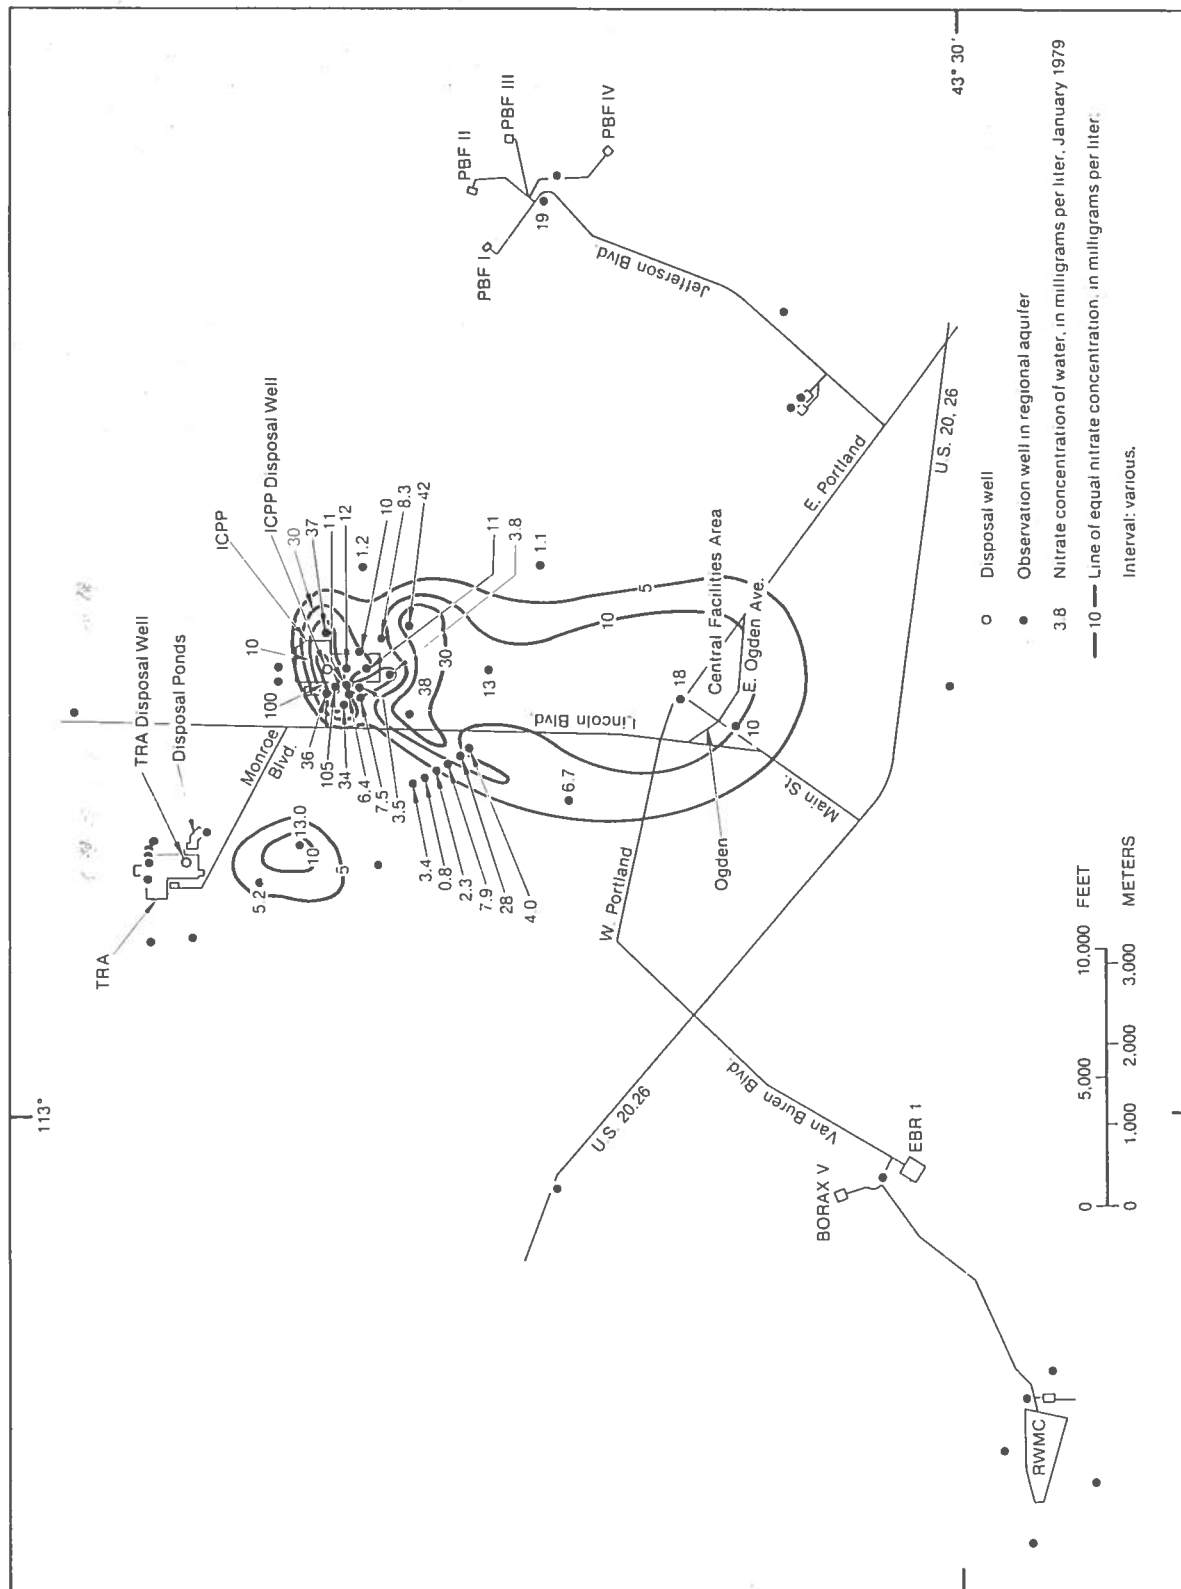 113°
43° 30'
TRA
TRA Disposal Well
Disposal Ponds
Monroe
Blvd.
ICPP
ICPP Disposal Well
30
37
11
12
10
8.3
42
1.2
11
3.8
1.1
10
100
36
105
34
6.4
7.5
3.5
13.0
10
5.2
5
3.4
0.8
2.3
7.9
28
4.0
38
30
13
10
5
6.7
18
10
Lincoln Blvd
Central Facilities Area
E. Ogden Ave.
Ogden
Main St.
W. Portland
E. Portland
U.S. 20, 26
U.S. 20.26
Van Buren Blvd.
Jefferson Blvd.
PBF I
PBF II
PBF III
PBF IV
19
BORAX V
EBR 1
RWMC
0 5,000 10,000 FEET
0 1.000 2.000 3.000 METERS
Disposal well
Observation well in regional aquifer
3.8 Nitrate concentration of water, in milligrams per liter, January 1979
10 Line of equal nitrate concentration, in milligrams per liter.
Interval: various.